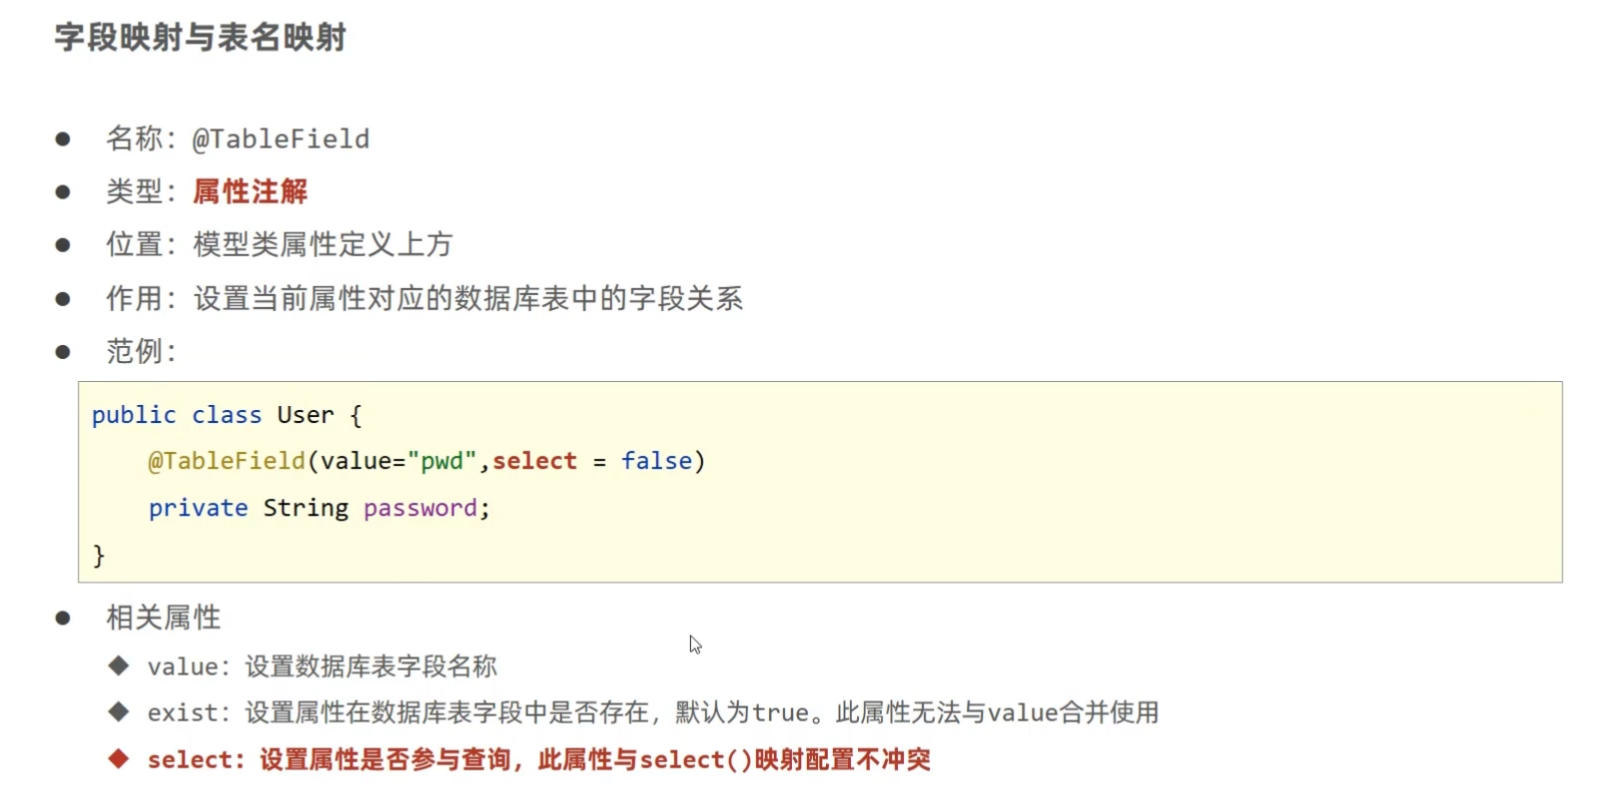 字段映射与表名映射
● 名称：@TableField
● 类型：属性注解
● 位置：模型类属性定义上方
● 作用：设置当前属性对应的数据库表中的字段关系
● 范例：
public class User {
    @TableField(value="pwd",select = false)
    private String password;
}
● 相关属性
◆ value：设置数据库表字段名称
◆ exist：设置属性在数据库表字段中是否存在，默认为true。此属性无法与value合并使用
◆ select：设置属性是否参与查询，此属性与select()映射配置不冲突